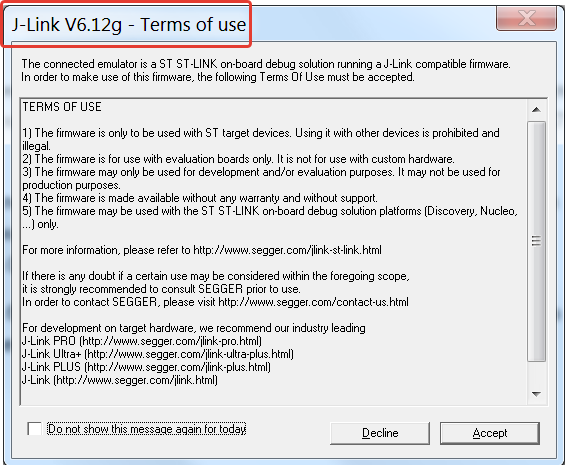 J-Link V6.12g - Terms of use
The connected emulator is a ST ST-LINK on-board debug solution running a J-Link compatible firmware.
In order to make use of this firmware, the following Terms Of Use must be accepted.
TERMS OF USE
1) The firmware is only to be used with ST target devices. Using it with other devices is prohibited and
illegal.
2) The firmware is for use with evaluation boards only. It is not for use with custom hardware.
3) The firmware may only be used for development and/or evaluation purposes. It may not be used for
production purposes.
4) The firmware is made available without any warranty and without support.
5) The firmware may be used with the ST ST-LINK on-board debug solution platforms (Discovery, Nucleo,
...) only.
For more information, please refer to http://www.segger.com/jlink-st-link.html
If there is any doubt if a certain use may be considered within the foregoing scope,
it is strongly recommended to consult SEGGER prior to use.
In order to contact SEGGER, please visit http://www.segger.com/contact-us.html
For development on target hardware, we recommend our industry leading
J-Link PRO (http://www.segger.com/jlink-pro.html)
J-Link Ultra+ (http://www.segger.com/jlink-ultra-plus.html)
J-Link PLUS (http://www.segger.com/jlink-plus.html)
J-Link (http://www.segger.com/jlink.html)
Do not show this message again for today
Decline
Accept